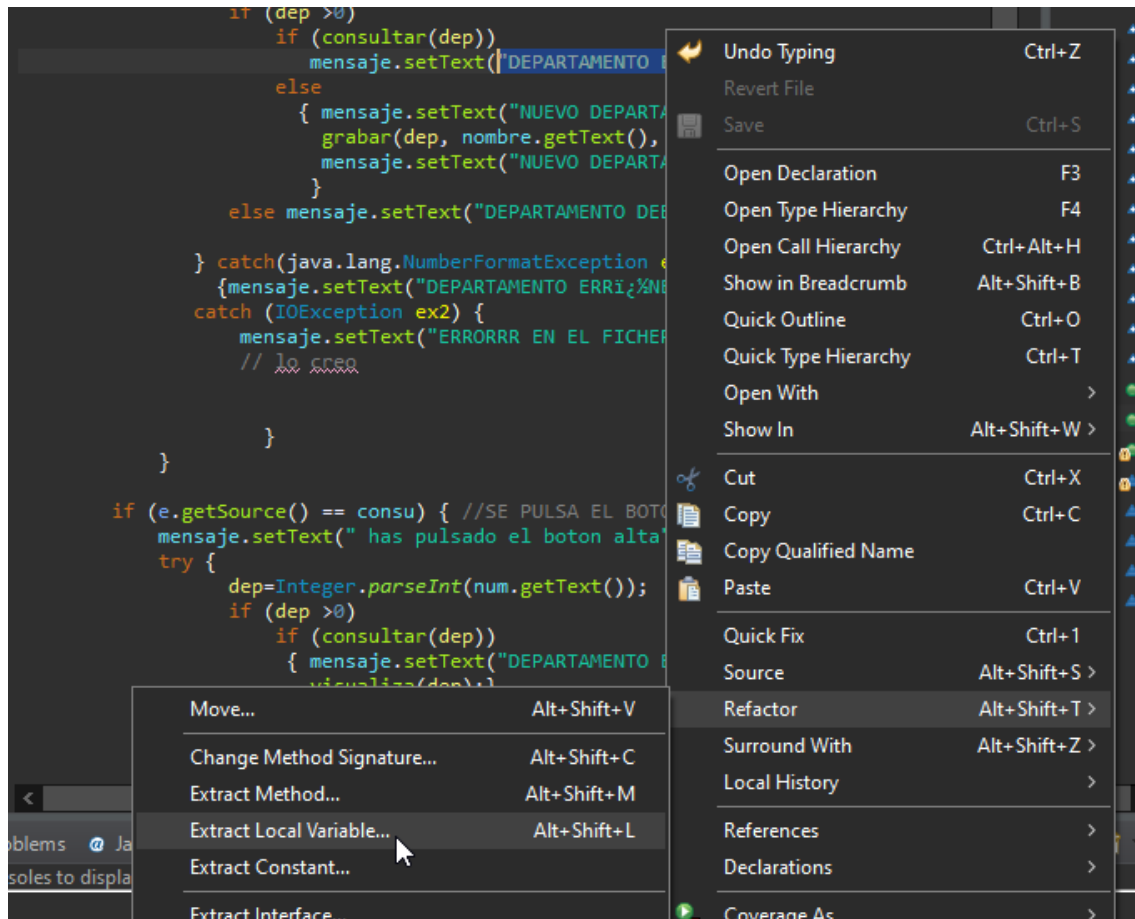 if (dep >0)
if (consultar(dep))
mensaje.setText("DEPARTAMENTO E
else
{ mensaje.setText("NUEVO DEPARTA
grabar(dep, nombre.getText(),
mensaje.setText("NUEVO DEPARTA
}
else mensaje.setText("DEPARTAMENTO DEB
} catch(java.lang.NumberFormatException e
{mensaje.setText("DEPARTAMENTO ERRï¿½NE
catch (IOException ex2) {
mensaje.setText("ERRORRR EN EL FICHER
// lo creo
}
}
if (e.getSource() == consu) { //SE PULSA EL BOTO
mensaje.setText(" has pulsado el boton alta"
try {
dep=Integer.parseInt(num.getText());
if (dep >0)
if (consultar(dep))
{ mensaje.setText("DEPARTAMENTO E
visualiza(dep);}
Undo Typing Ctrl+Z
Revert File
Save Ctrl+S
Open Declaration F3
Open Type Hierarchy F4
Open Call Hierarchy Ctrl+Alt+H
Show in Breadcrumb Alt+Shift+B
Quick Outline Ctrl+O
Quick Type Hierarchy Ctrl+T
Open With >
Show In Alt+Shift+W >
Cut Ctrl+X
Copy Ctrl+C
Copy Qualified Name
Paste Ctrl+V
Quick Fix Ctrl+1
Source Alt+Shift+S >
Refactor Alt+Shift+T >
Surround With Alt+Shift+Z >
Local History >
References >
Declarations >
Coverage As >
Move... Alt+Shift+V
Change Method Signature... Alt+Shift+C
Extract Method... Alt+Shift+M
Extract Local Variable... Alt+Shift+L
Extract Constant...
Extract Interface...
oblems @ Ja
soles to displa